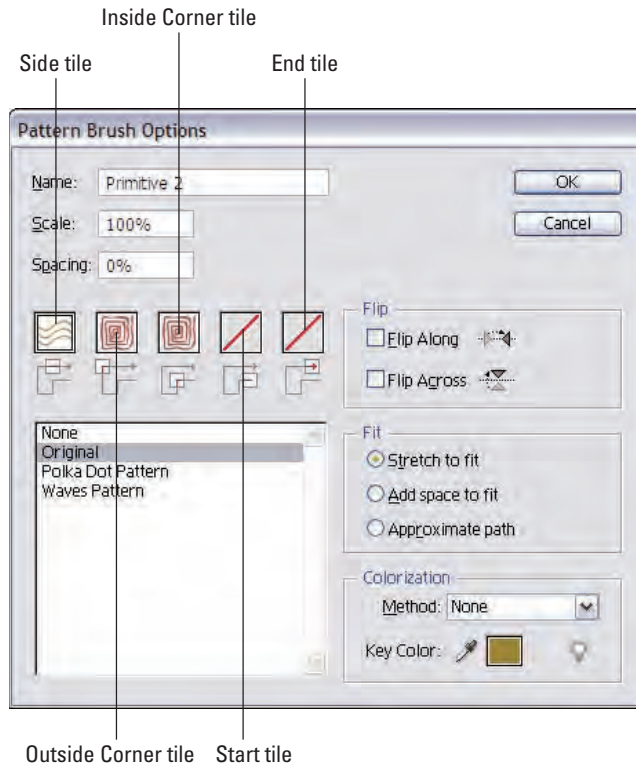 Inside Corner tile
Side tile
End tile
Pattern Brush Options
Name: Primitive 2
OK
Scale: 100%
Cancel
Spacing: 0%
Flip
Flip Along
Flip Across
None
Original
Polka Dot Pattern
Waves Pattern
Fit
Stretch to fit
Add space to fit
Approximate path
Colorization
Method: None
Key Color:
Outside Corner tile
Start tile